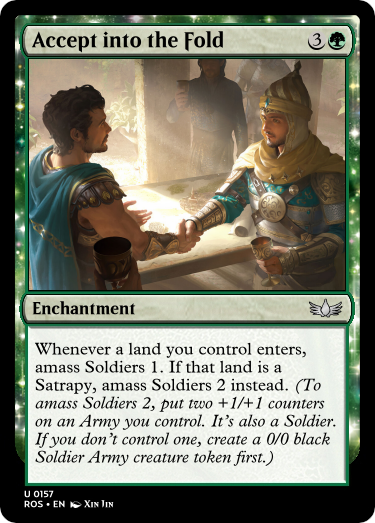 Accept into the Fold 3
Enchantment
Whenever a land you control enters,
amass Soldiers 1. If that land is a
Satrapy, amass Soldiers 2 instead. (To
amass Soldiers 2, put two +1/+1 counters
on an Army you control. It's also a Soldier.
If you don't control one, create a 0/0 black
Soldier Army creature token first.)
U 0157
ROS • EN Xin Jin